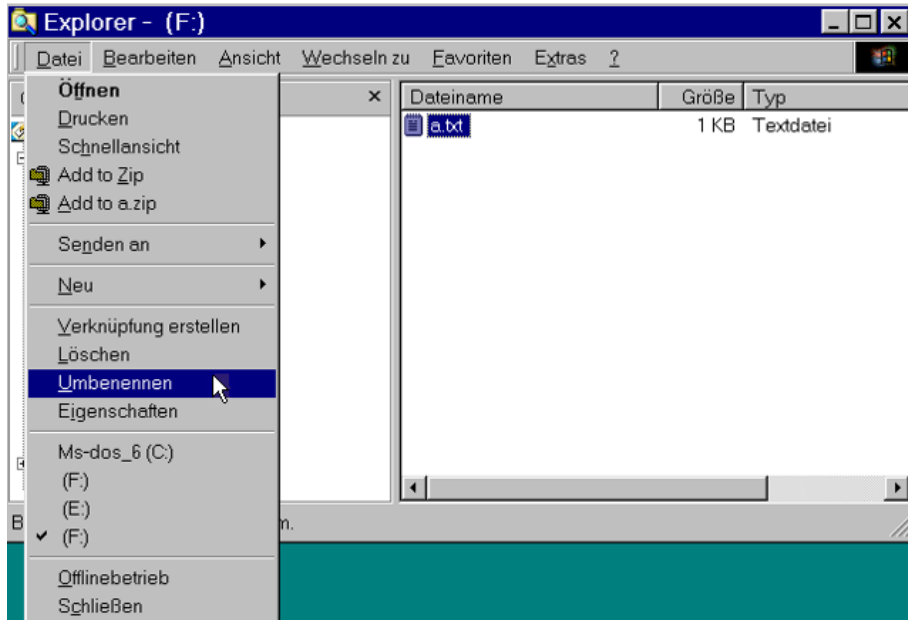 Explorer - (F:)
Datei Bearbeiten Ansicht Wechseln zu Favoriten Extras ?
Öffnen
Drucken
Schnellansicht
Add to Zip
Add to a.zip
Senden an
Neu
Verknüpfung erstellen
Löschen
Umbenennen
Eigenschaften
Ms-dos_6 (C:)
(F:)
(E:)
(F:)
Offlinebetrieb
Schließen
Dateiname Größe Typ
a.txt 1 KB Textdatei